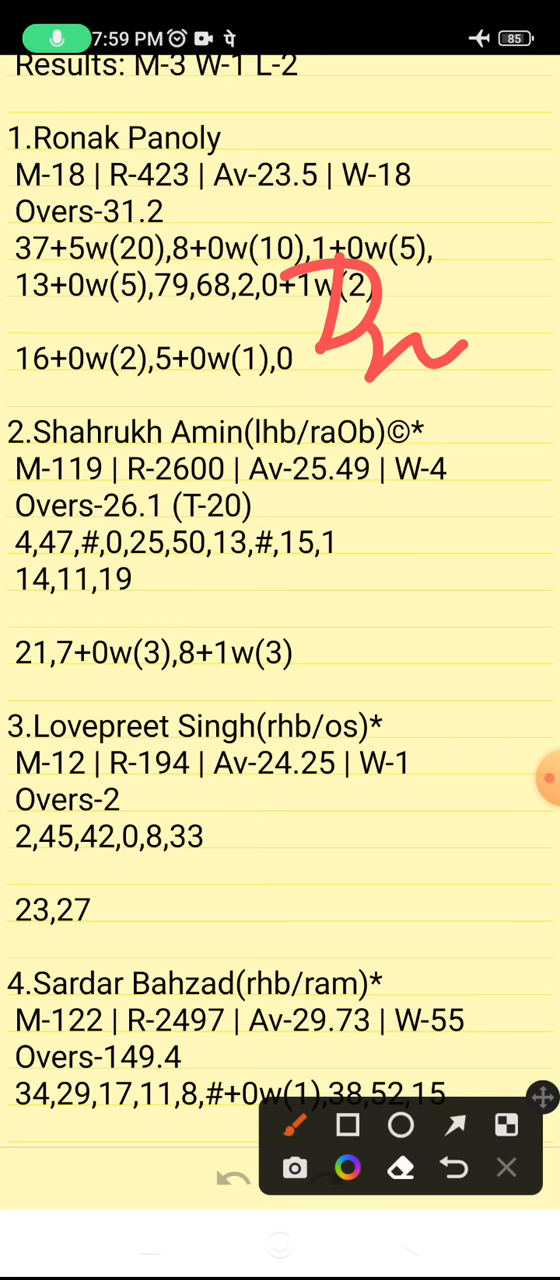 7:59 PM पे 85
Results: M-3 W-1 L-2
1.Ronak Panoly
M-18 | R-423 | Av-23.5 | W-18
Overs-31.2
37+5w(20),8+0w(10),1+0w(5),
13+0w(5),79,68,2,0+1w(2)
16+0w(2),5+0w(1),0
2.Shahrukh Amin(lhb/raOb)©*
M-119 | R-2600 | Av-25.49 | W-4
Overs-26.1 (T-20)
4,47,#,0,25,50,13,#,15,1
14,11,19
21,7+0w(3),8+1w(3)
3.Lovepreet Singh(rhb/os)*
M-12 | R-194 | Av-24.25 | W-1
Overs-2
2,45,42,0,8,33
23,27
4.Sardar Bahzad(rhb/ram)*
M-122 | R-2497 | Av-29.73 | W-55
Overs-149.4
34,29,17,11,8,#+0w(1),38,52,15